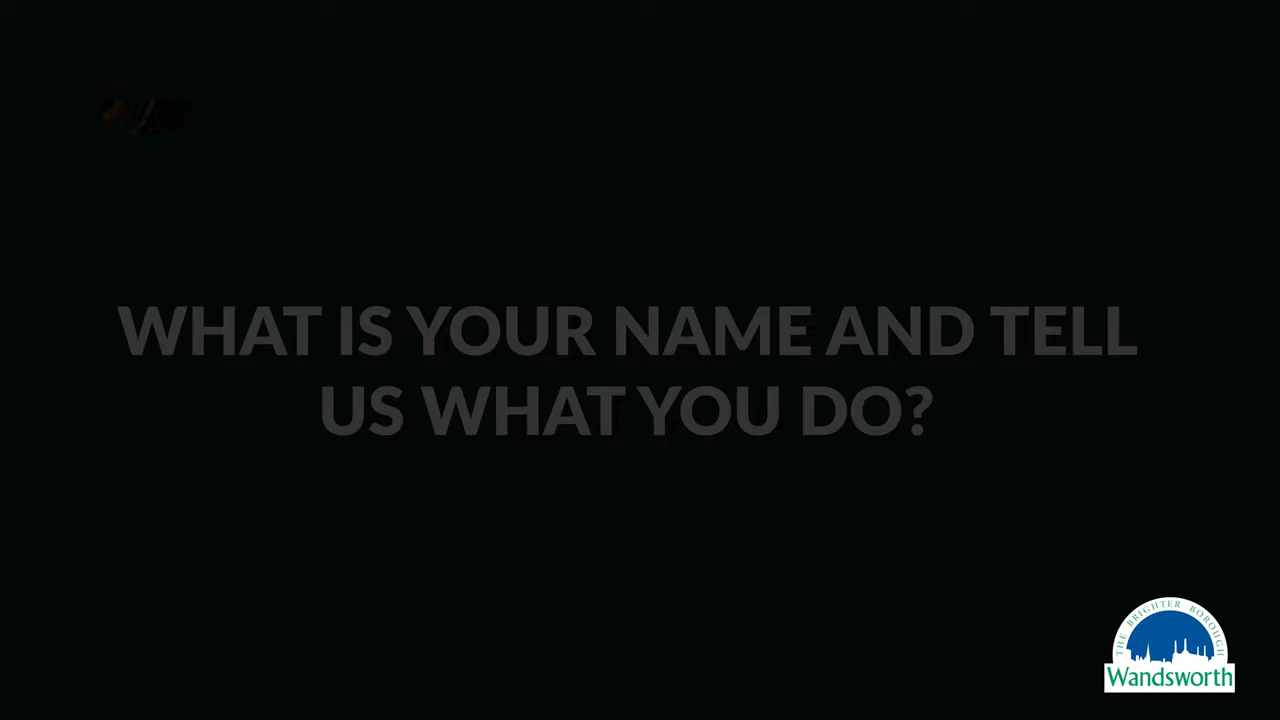 WHAT IS YOUR NAME AND TELL
US WHAT YOU DO?
THE BRIGHTER BOROUGH
Wandsworth